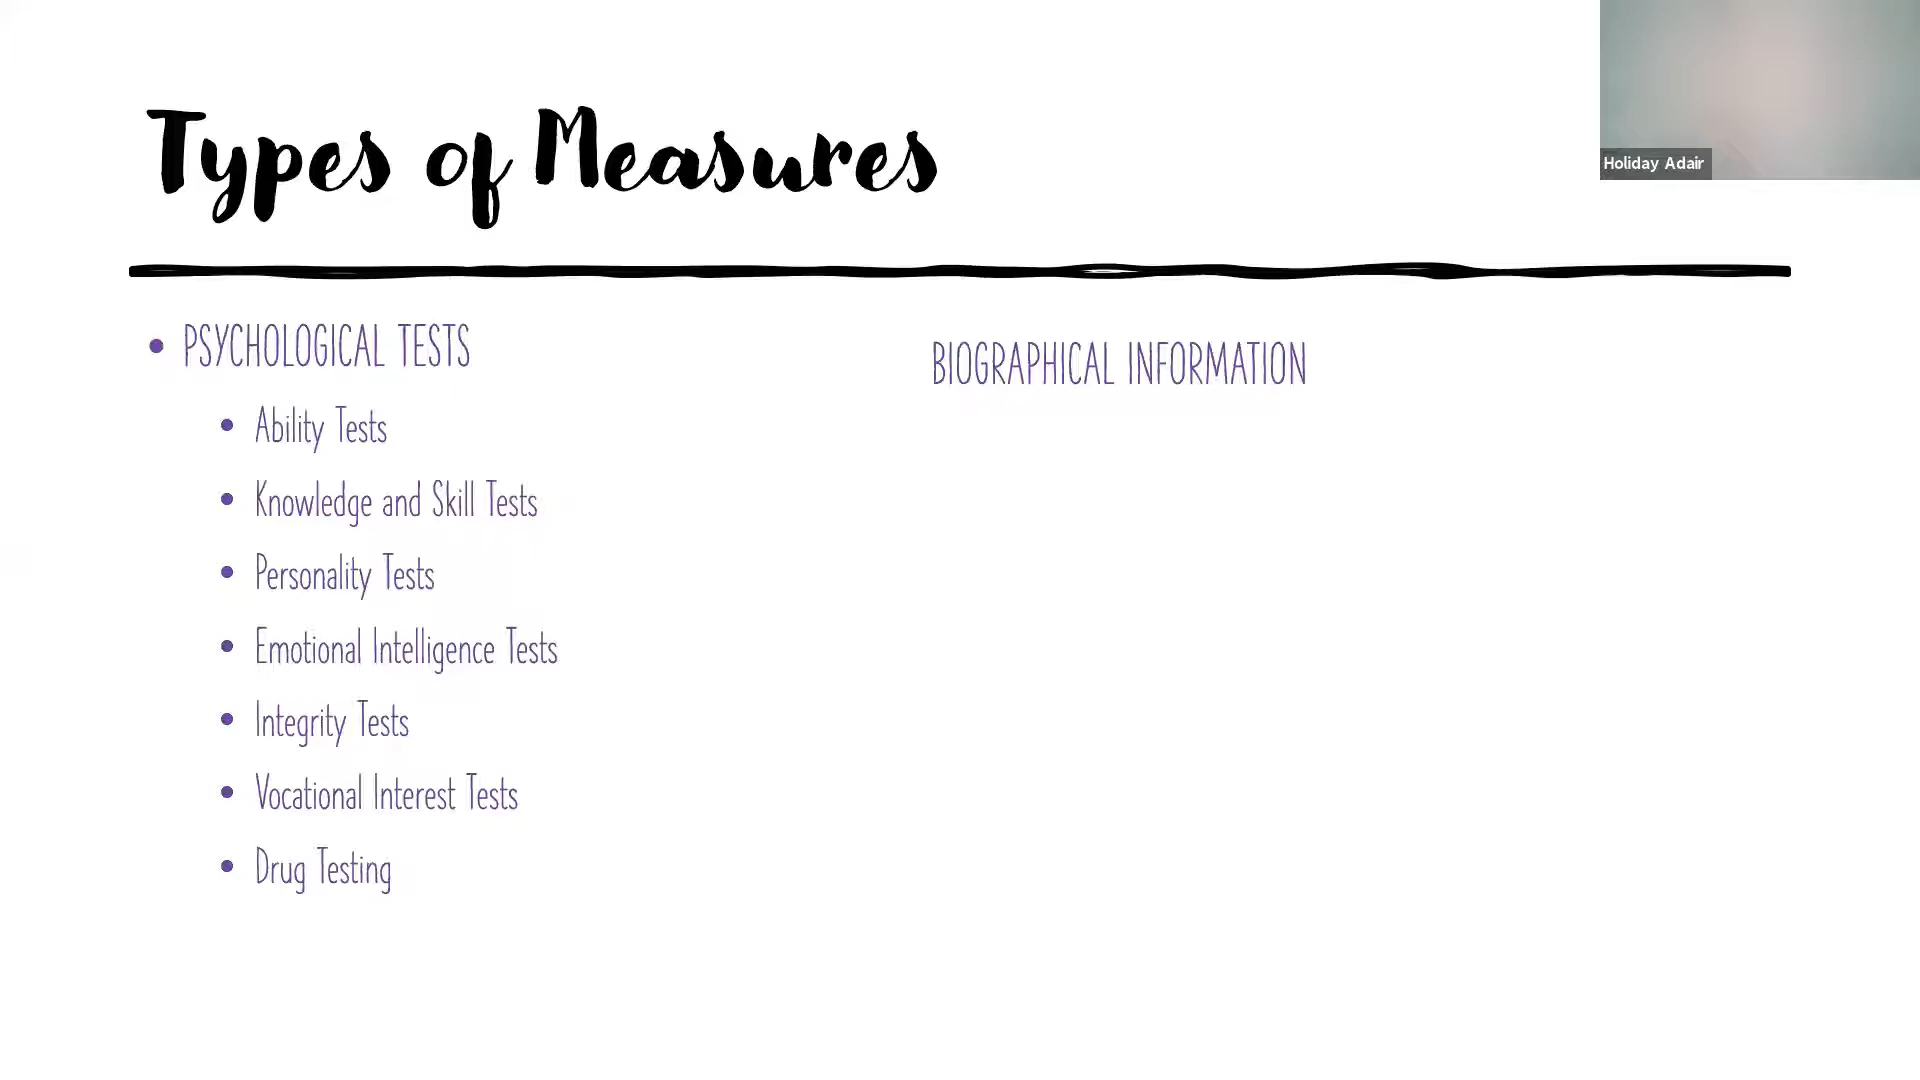 Types of Measures
Holiday Adair
• PSYCHOLOGICAL TESTS
• Ability Tests
• Knowledge and Skill Tests
• Personality Tests
• Emotional Intelligence Tests
• Integrity Tests
• Vocational Interest Tests
• Drug Testing
BIOGRAPHICAL INFORMATION